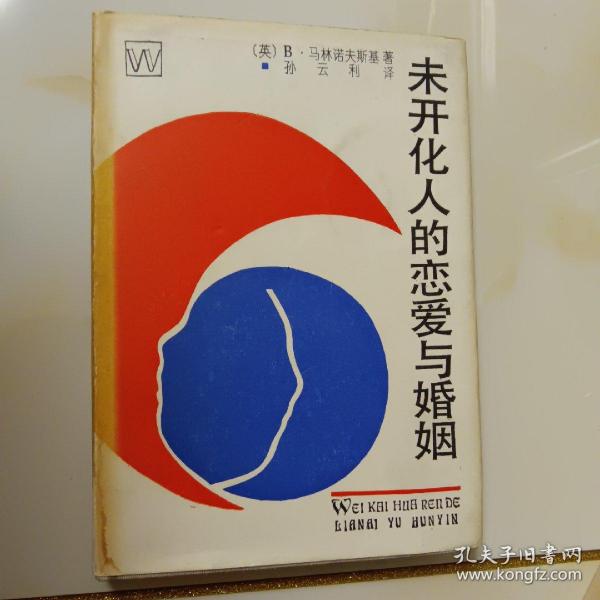 W
(英) B·马林诺夫斯基 著
孙云利 译
未开化人的恋爱与婚姻
WEI KAI HUA REN DE
LIANAI YU HUNYIN
孔夫子旧书网
www.kongfz.com